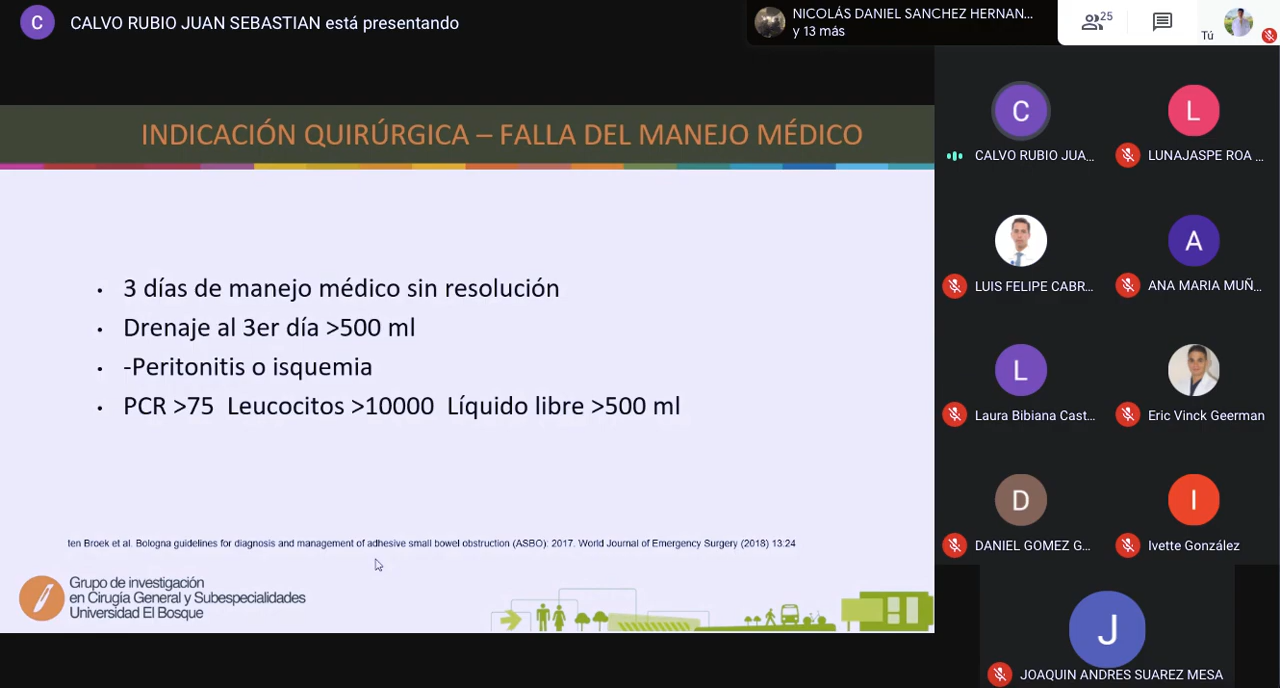 C
CALVO RUBIO JUAN SEBASTIAN está presentando
NICOLÁS DANIEL SANCHEZ HERNAN...
y 13 más
25
Tú
INDICACIÓN QUIRÚRGICA – FALLA DEL MANEJO MÉDICO
• 3 días de manejo médico sin resolución
• Drenaje al 3er día >500 ml
• -Peritonitis o isquemia
• PCR >75 Leucocitos >10000 Líquido libre >500 ml
ten Broek et al. Bologna guidelines for diagnosis and management of adhesive small bowel obstruction (ASBO): 2017. World Journal of Emergency Surgery (2018) 13:24
Grupo de investigación
en Cirugía General y Subespecialidades
Universidad El Bosque
C
CALVO RUBIO JUA...
L
LUNAJASPE ROA ...
LUIS FELIPE CABR...
A
ANA MARIA MUÑ...
L
Laura Bibiana Cast...
Eric Vinck Geerman
D
DANIEL GOMEZ G...
I
Ivette González
J
JOAQUIN ANDRES SUAREZ MESA